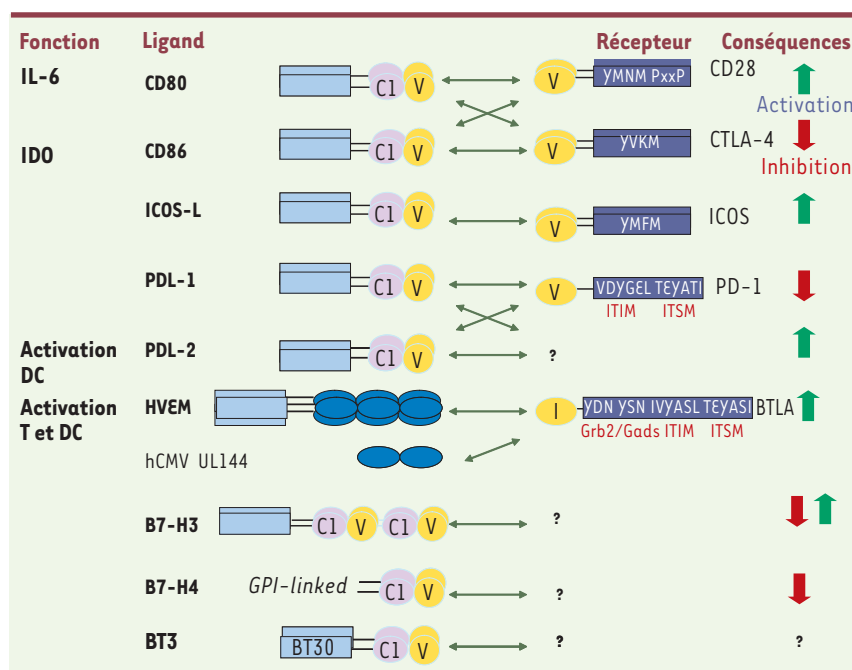 Fonction Ligand Récepteur Conséquences
IL-6 CD80 C1 V V YMNM PxxP CD28
Activation
IDO CD86 C1 V V YVKM CTLA-4
Inhibition
ICOS-L C1 V V YMFM ICOS
PDL-1 C1 V V VDYGEL TEYATI PD-1
ITIM ITSM
Activation DC PDL-2 C1 V ?
Activation T et DC HVEM I YDN YSN IVYASL TEYASI BTLA
Grb2/Gads ITIM ITSM
hCMV UL144
B7-H3 C1 V C1 V ?
B7-H4 GPI-linked C1 V ?
BT3 BT30 C1 V ? ?